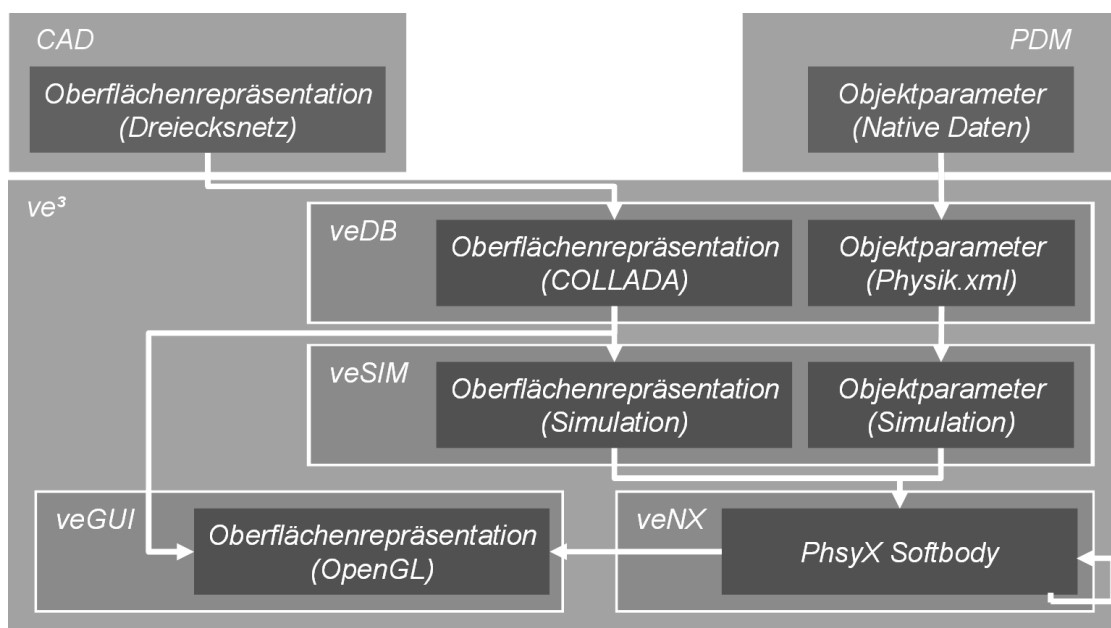 CAD
PDM
Oberflächenrepräsentation
(Dreiecksnetz)
Objektparameter
(Native Daten)
ve³
veDB
Oberflächenrepräsentation
(COLLADA)
Objektparameter
(Physik.xml)
veSIM
Oberflächenrepräsentation
(Simulation)
Objektparameter
(Simulation)
veGUI
Oberflächenrepräsentation
(OpenGL)
veNX
PhsyX Softbody